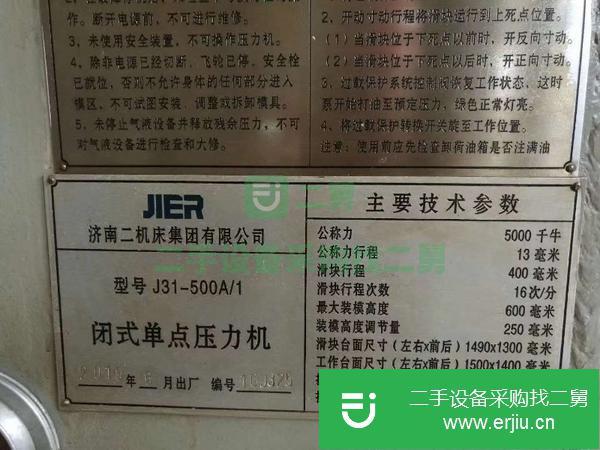 作。断开电源前，不可进行维修。
3、未使用安全装置，不可操作压力机。
4、除非电源已经切断，飞轮已停，安全栓
已就位，否则不允许身体的任何部分进入
模区，不可试图安装、调整或拆卸模具。
5、未停止气液设备并释放残余压力，不可
对气液设备进行检查和大修。
2、开动寸动行程将滑块运行到上死点位置。
（1）当滑块位于下死点以前时，开反向寸动。
（2）当滑块位于下死点以后时，开正向寸动。
3、过载保护系统控制阀恢复工作状态，这时
泵开始打油至预定压力，绿色正常灯亮。
4、将过载保护转换开关旋至工作位置。
注意：使用前应先检查卸荷油箱是否注满油
JIER
济南二机床集团有限公司
型号 J31-500A/1
闭式单点压力机
年 月出厂 编号
主要技术参数
公称力 5000 千牛
公称力行程 13 毫米
滑块行程 400 毫米
滑块行程次数 16 次/分
最大装模高度 600 毫米
装模高度调节量 250 毫米
滑块台面尺寸（左右x前后）1490x1300 毫米
工作台面尺寸（左右x前后）1500x1400 毫米
二舅
二手设备采购找二舅
二手设备采购找二舅
www.erjiu.cn